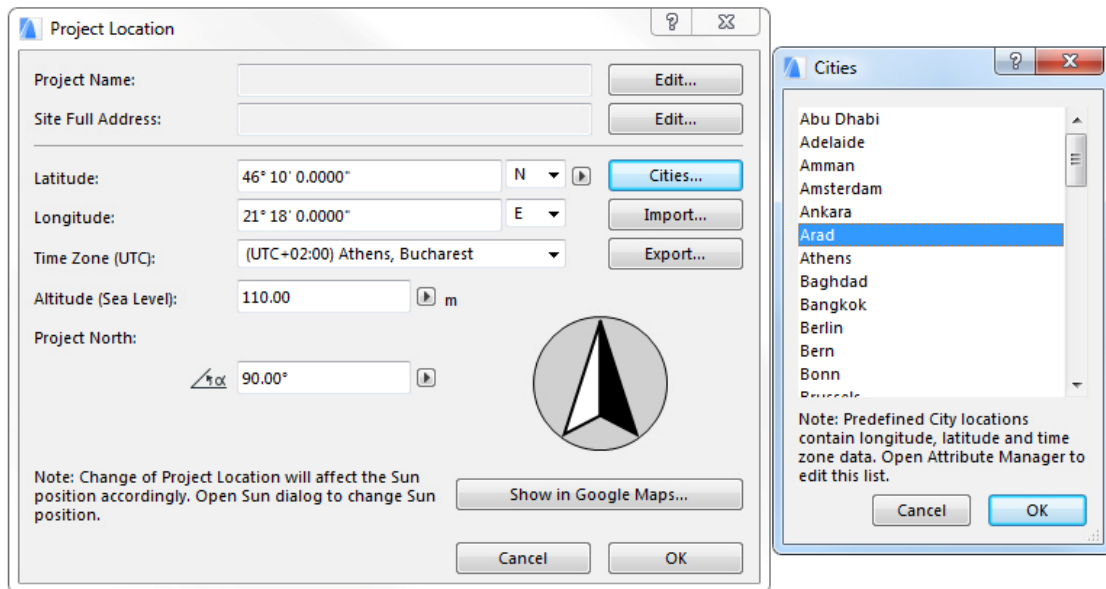 Project Location
Project Name:
Edit...
Site Full Address:
Edit...
Latitude:
46° 10' 0.0000"
N
Cities...
Longitude:
21° 18' 0.0000"
E
Import...
Time Zone (UTC):
(UTC+02:00) Athens, Bucharest
Export...
Altitude (Sea Level):
110.00
m
Project North:
α
90.00°
Note: Change of Project Location will affect the Sun
position accordingly. Open Sun dialog to change Sun
position.
Show in Google Maps...
Cancel
OK
Cities
Abu Dhabi
Adelaide
Amman
Amsterdam
Ankara
Arad
Athens
Baghdad
Bangkok
Berlin
Bern
Bonn
Brussels
Note: Predefined City locations
contain longitude, latitude and time
zone data. Open Attribute Manager to
edit this list.
Cancel
OK